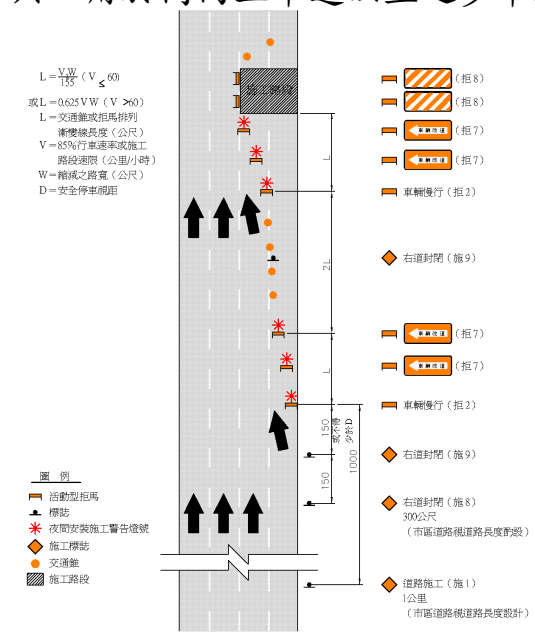 L = VW/155 ( V ≤ 60)
或L = 0.625 V W ( V >60)
L = 交通錐或拒馬排列
漸變線長度 ( 公尺 )
V = 85%行車速率或施工
路段速限 ( 公里/小時 )
W = 縮減之路寬 ( 公尺 )
D = 安全停車視距
施工路段
L
2L
L
150
或不得
少於D
150
1000
(拒8)
(拒8)
車輛改道 (拒7)
車輛改道 (拒7)
車輛慢行 (拒2)
右道封閉 (施9)
車輛改道 (拒7)
車輛改道 (拒7)
車輛慢行 (拒2)
右道封閉 (施9)
右道封閉 (施8)
300公尺
(市區道路視道路長度酌設)
道路施工 (施1)
1公里
(市區道路視道路長度設計)
圖 例
活動型拒馬
標誌
夜間安裝施工警告燈號
施工標誌
交通錐
施工路段